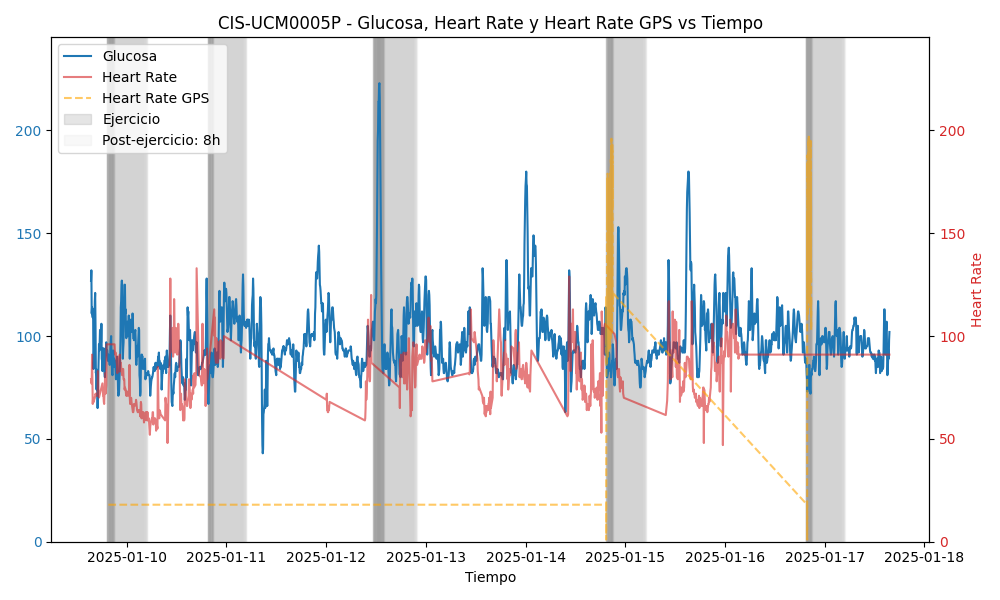 CIS-UCM0005P - Glucosa, Heart Rate y Heart Rate GPS vs Tiempo
Glucosa
Heart Rate
Heart Rate GPS
Ejercicio
Post-ejercicio: 8h
200
150
100
50
0
200
150
100
50
0
Heart Rate
2025-01-10
2025-01-11
2025-01-12
2025-01-13
2025-01-14
2025-01-15
2025-01-16
2025-01-17
2025-01-18
Tiempo